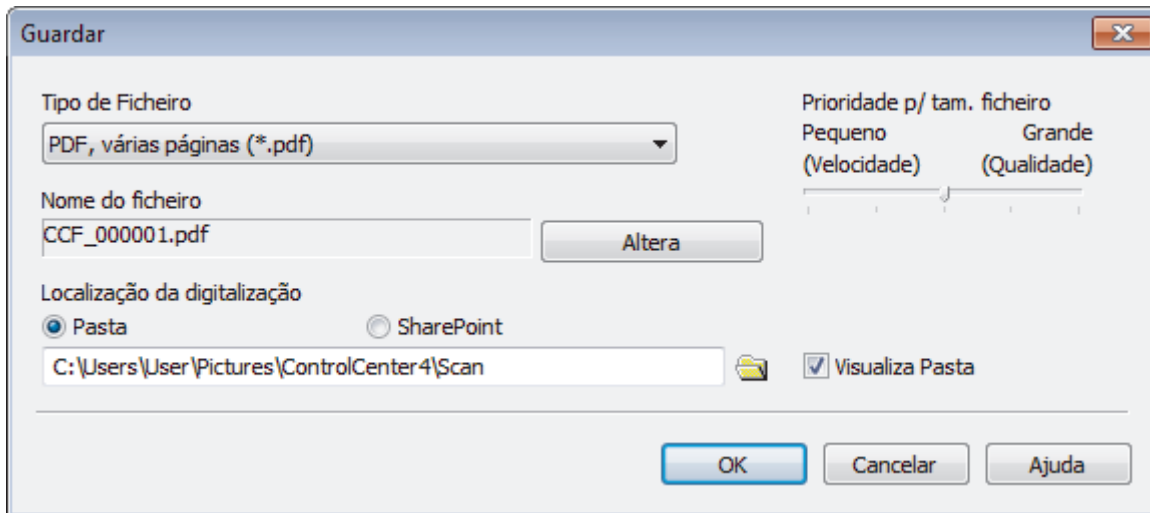 Guardar
Tipo de Ficheiro
PDF, várias páginas (*.pdf)
Prioridade p/ tam. ficheiro
Pequeno Grande
(Velocidade) (Qualidade)
Nome do ficheiro
CCF_000001.pdf
Altera
Localização da digitalização
Pasta SharePoint
C:\Users\User\Pictures\ControlCenter4\Scan
Visualiza Pasta
OK Cancelar Ajuda